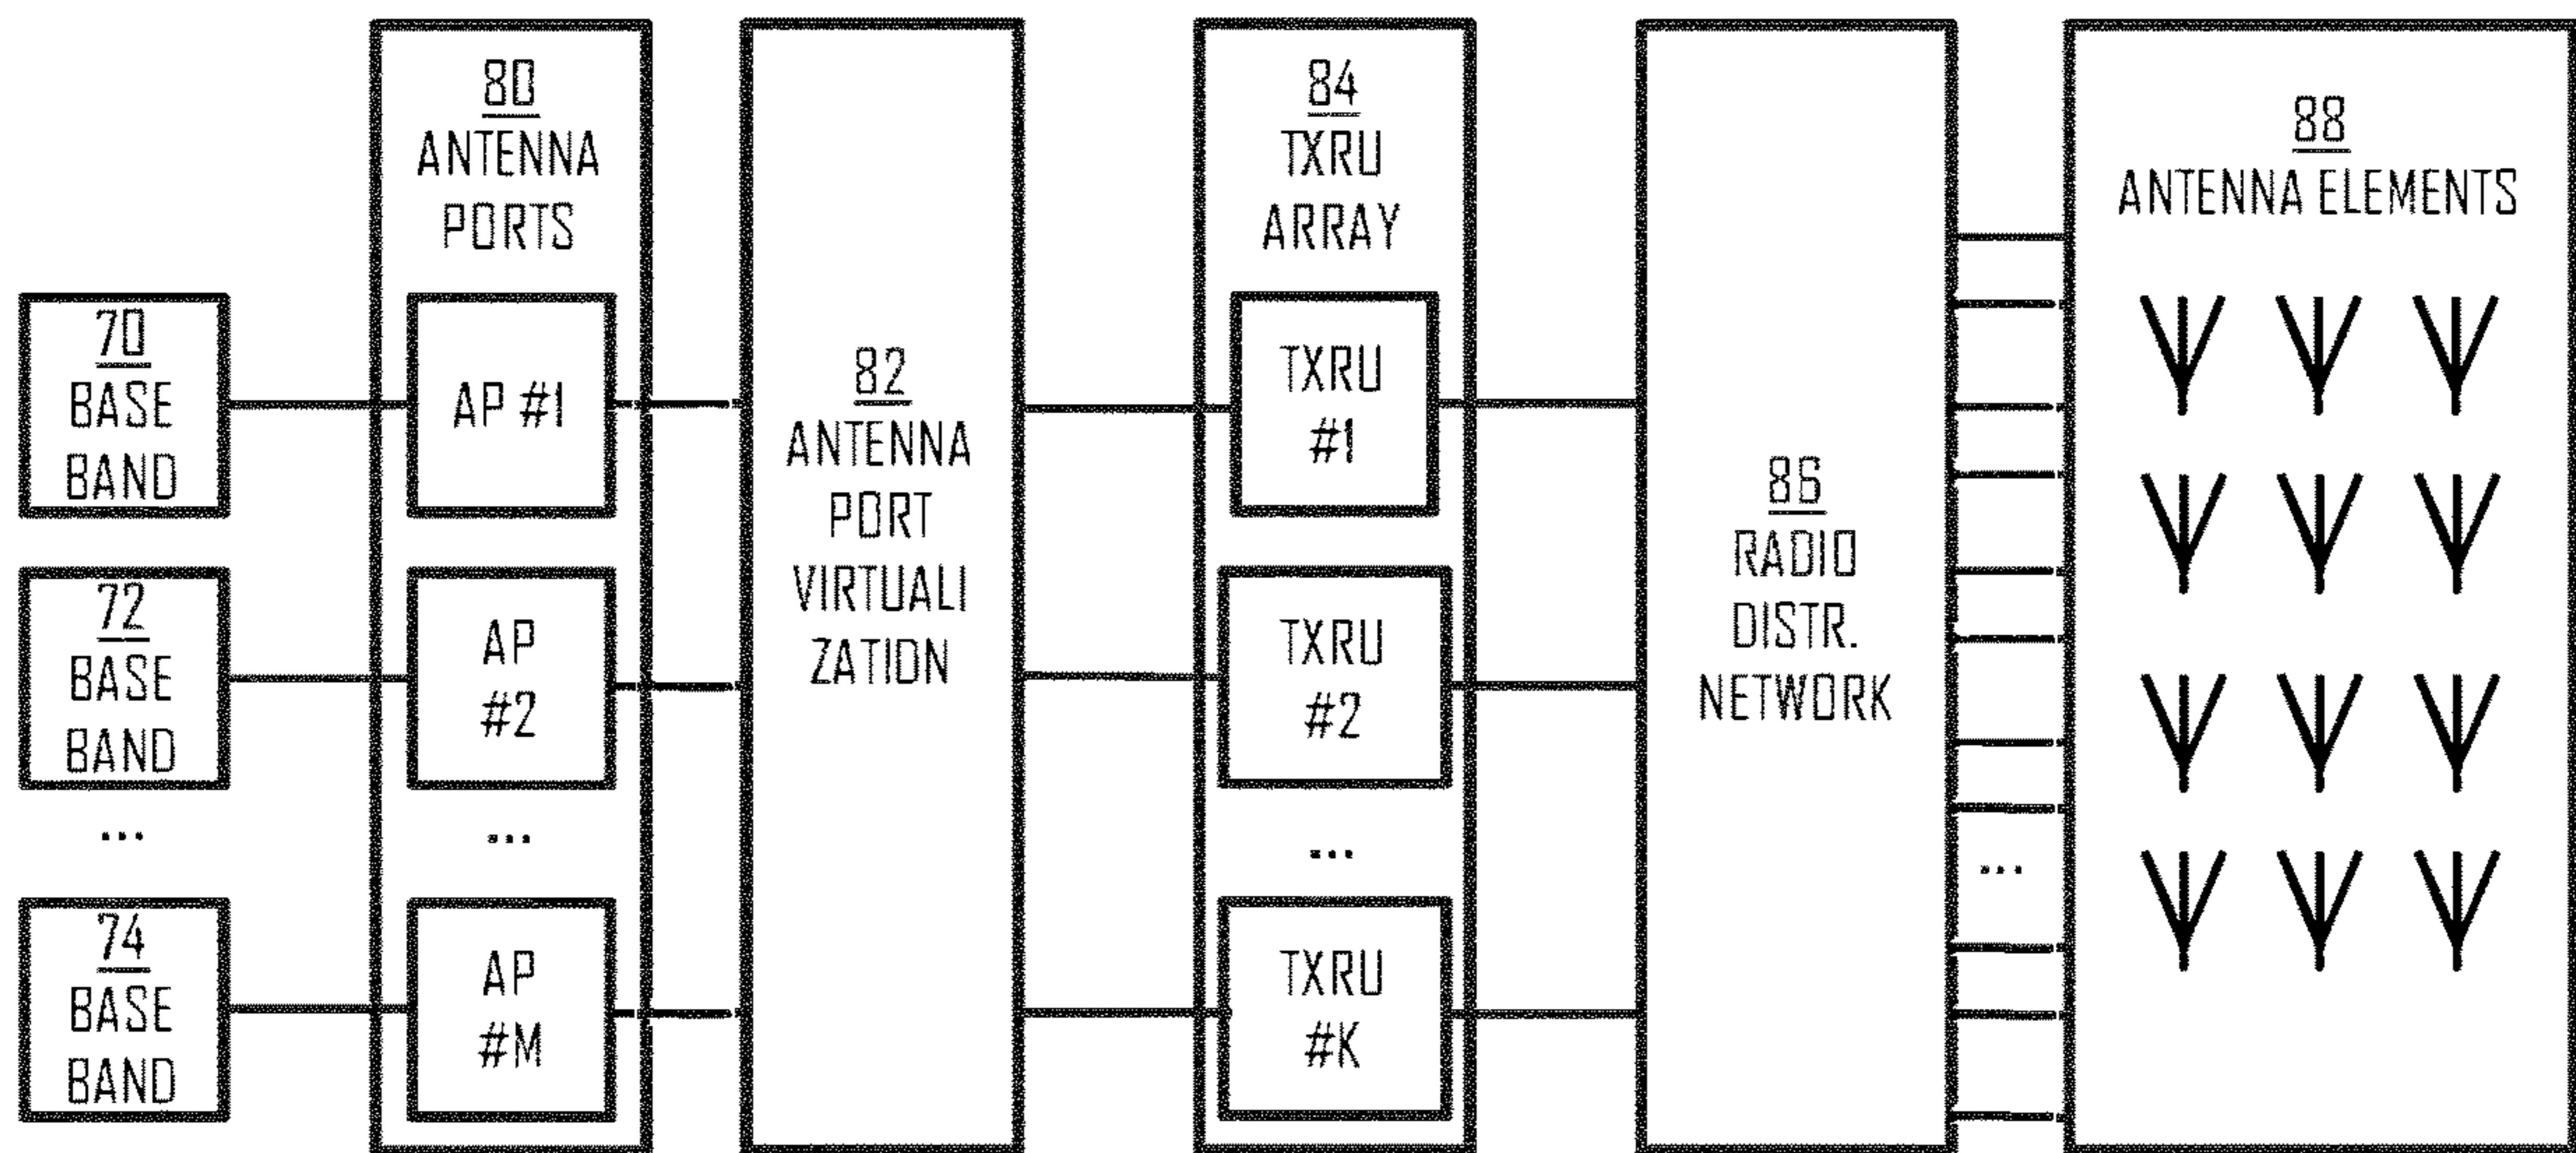 70
BASE
BAND
72
BASE
BAND
...
74
BASE
BAND
80
ANTENNA
PORTS
AP #1
AP
#2
...
AP
#M
82
ANTENNA
PORT
VIRTUALI
ZATION
84
TXRU
ARRAY
TXRU
#1
TXRU
#2
...
TXRU
#K
86
RADIO
DISTR.
NETWORK
...
88
ANTENNA ELEMENTS